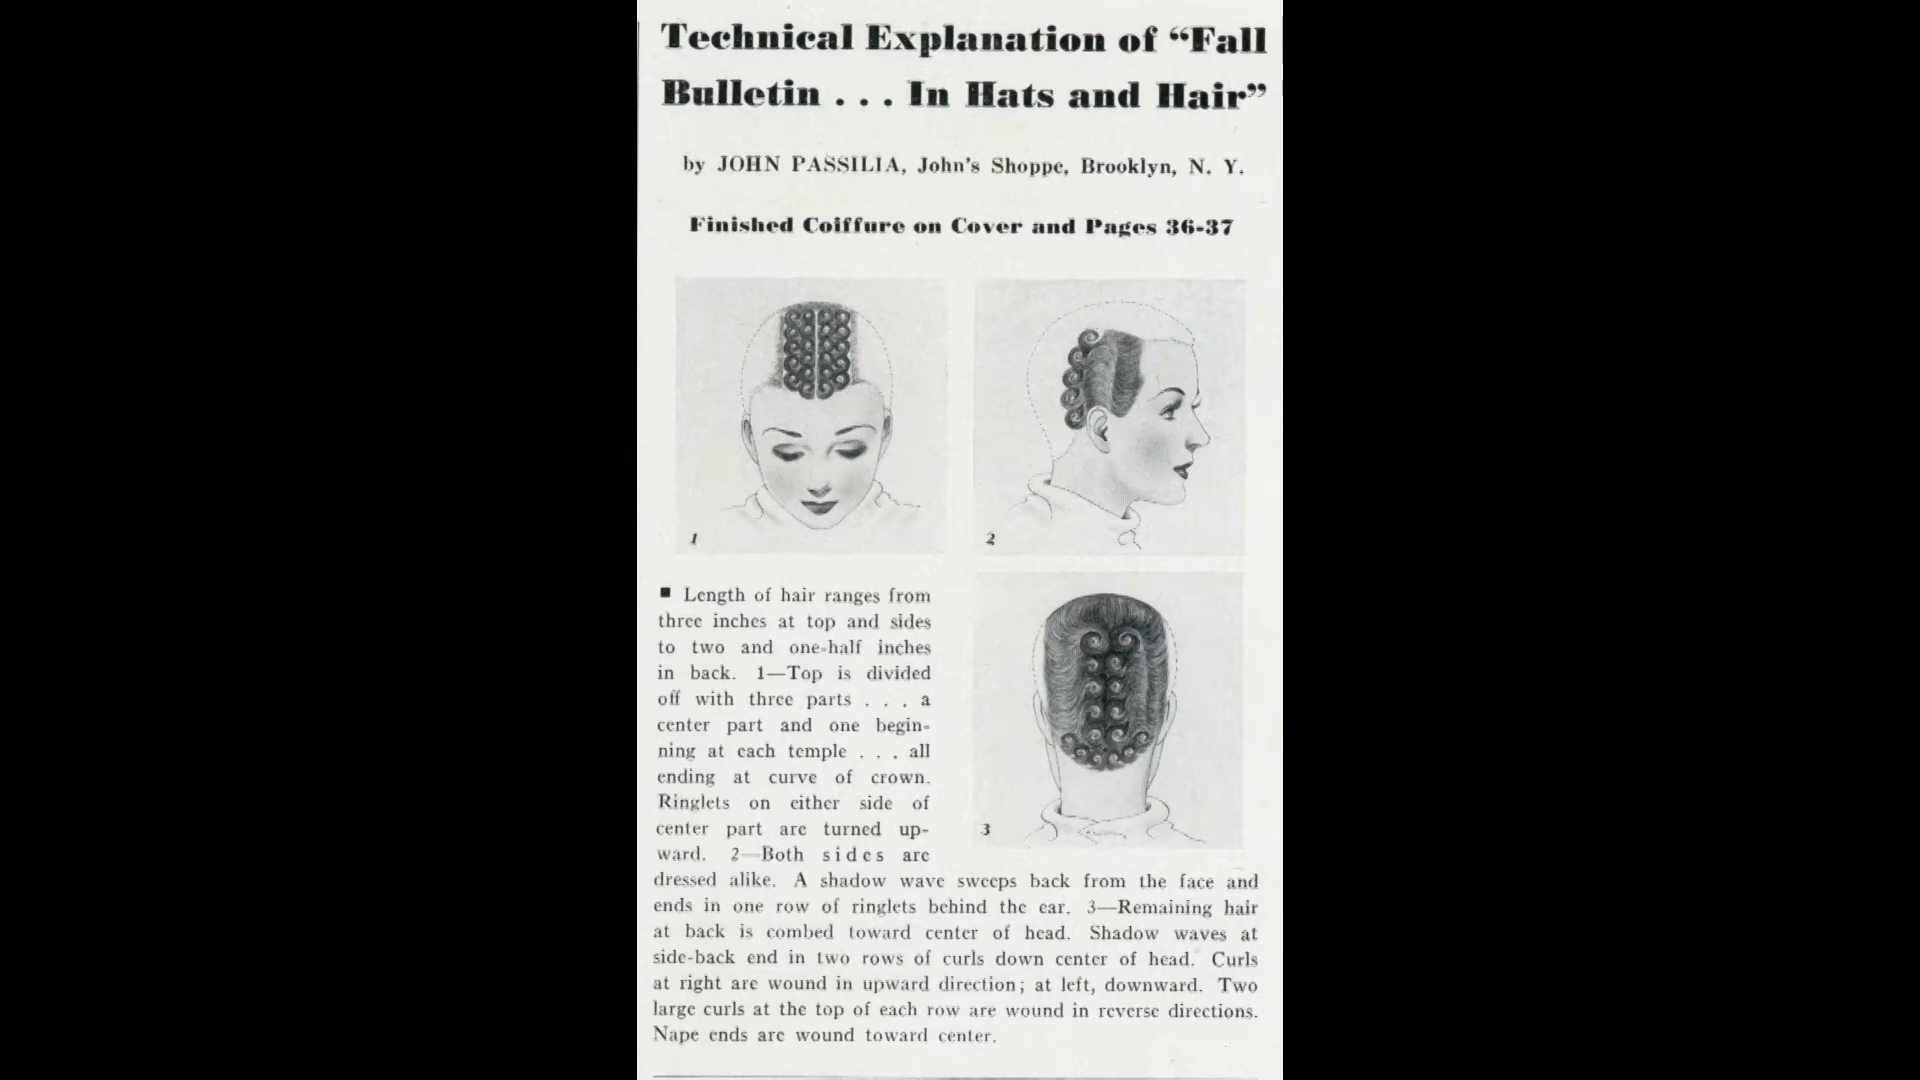 Technical Explanation of “Fall
Bulletin . . . In Hats and Hair”
by JOHN PASSILIA, John's Shoppe, Brooklyn, N. Y.
Finished Coiffure on Cover and Pages 36-37
1
2
3
■ Length of hair ranges from
three inches at top and sides
to two and one-half inches
in back. 1—Top is divided
off with three parts . . . a
center part and one begin-
ning at each temple . . . all
ending at curve of crown.
Ringlets on either side of
center part are turned up-
ward. 2—Both sides are
dressed alike. A shadow wave sweeps back from the face and
ends in one row of ringlets behind the ear. 3—Remaining hair
at back is combed toward center of head. Shadow waves at
side-back end in two rows of curls down center of head. Curls
at right are wound in upward direction; at left, downward. Two
large curls at the top of each row are wound in reverse directions.
Nape ends are wound toward center.